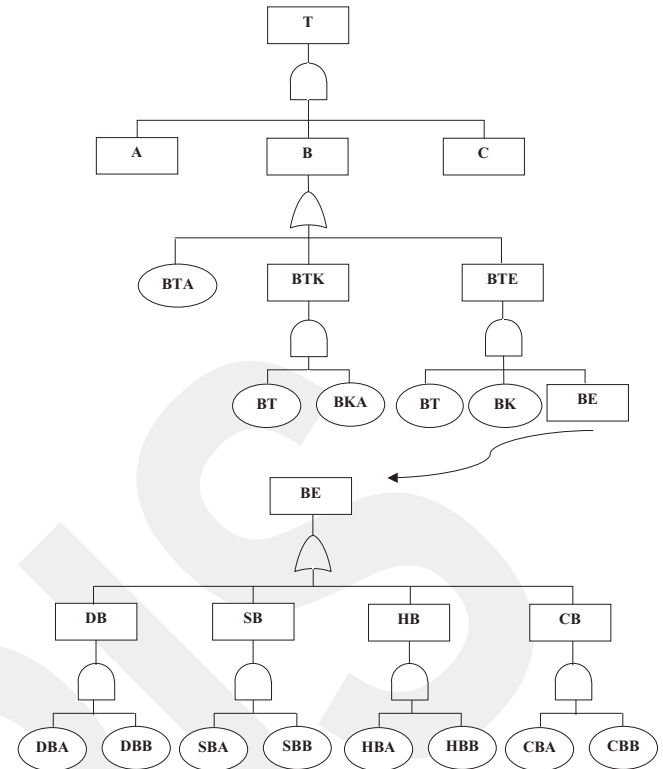 T
A B C
BTA BTK BTE
BT BKA BT BK BE
BE
DB SB HB CB
DBA DBB SBA SBB HBA HBB CBA CBB